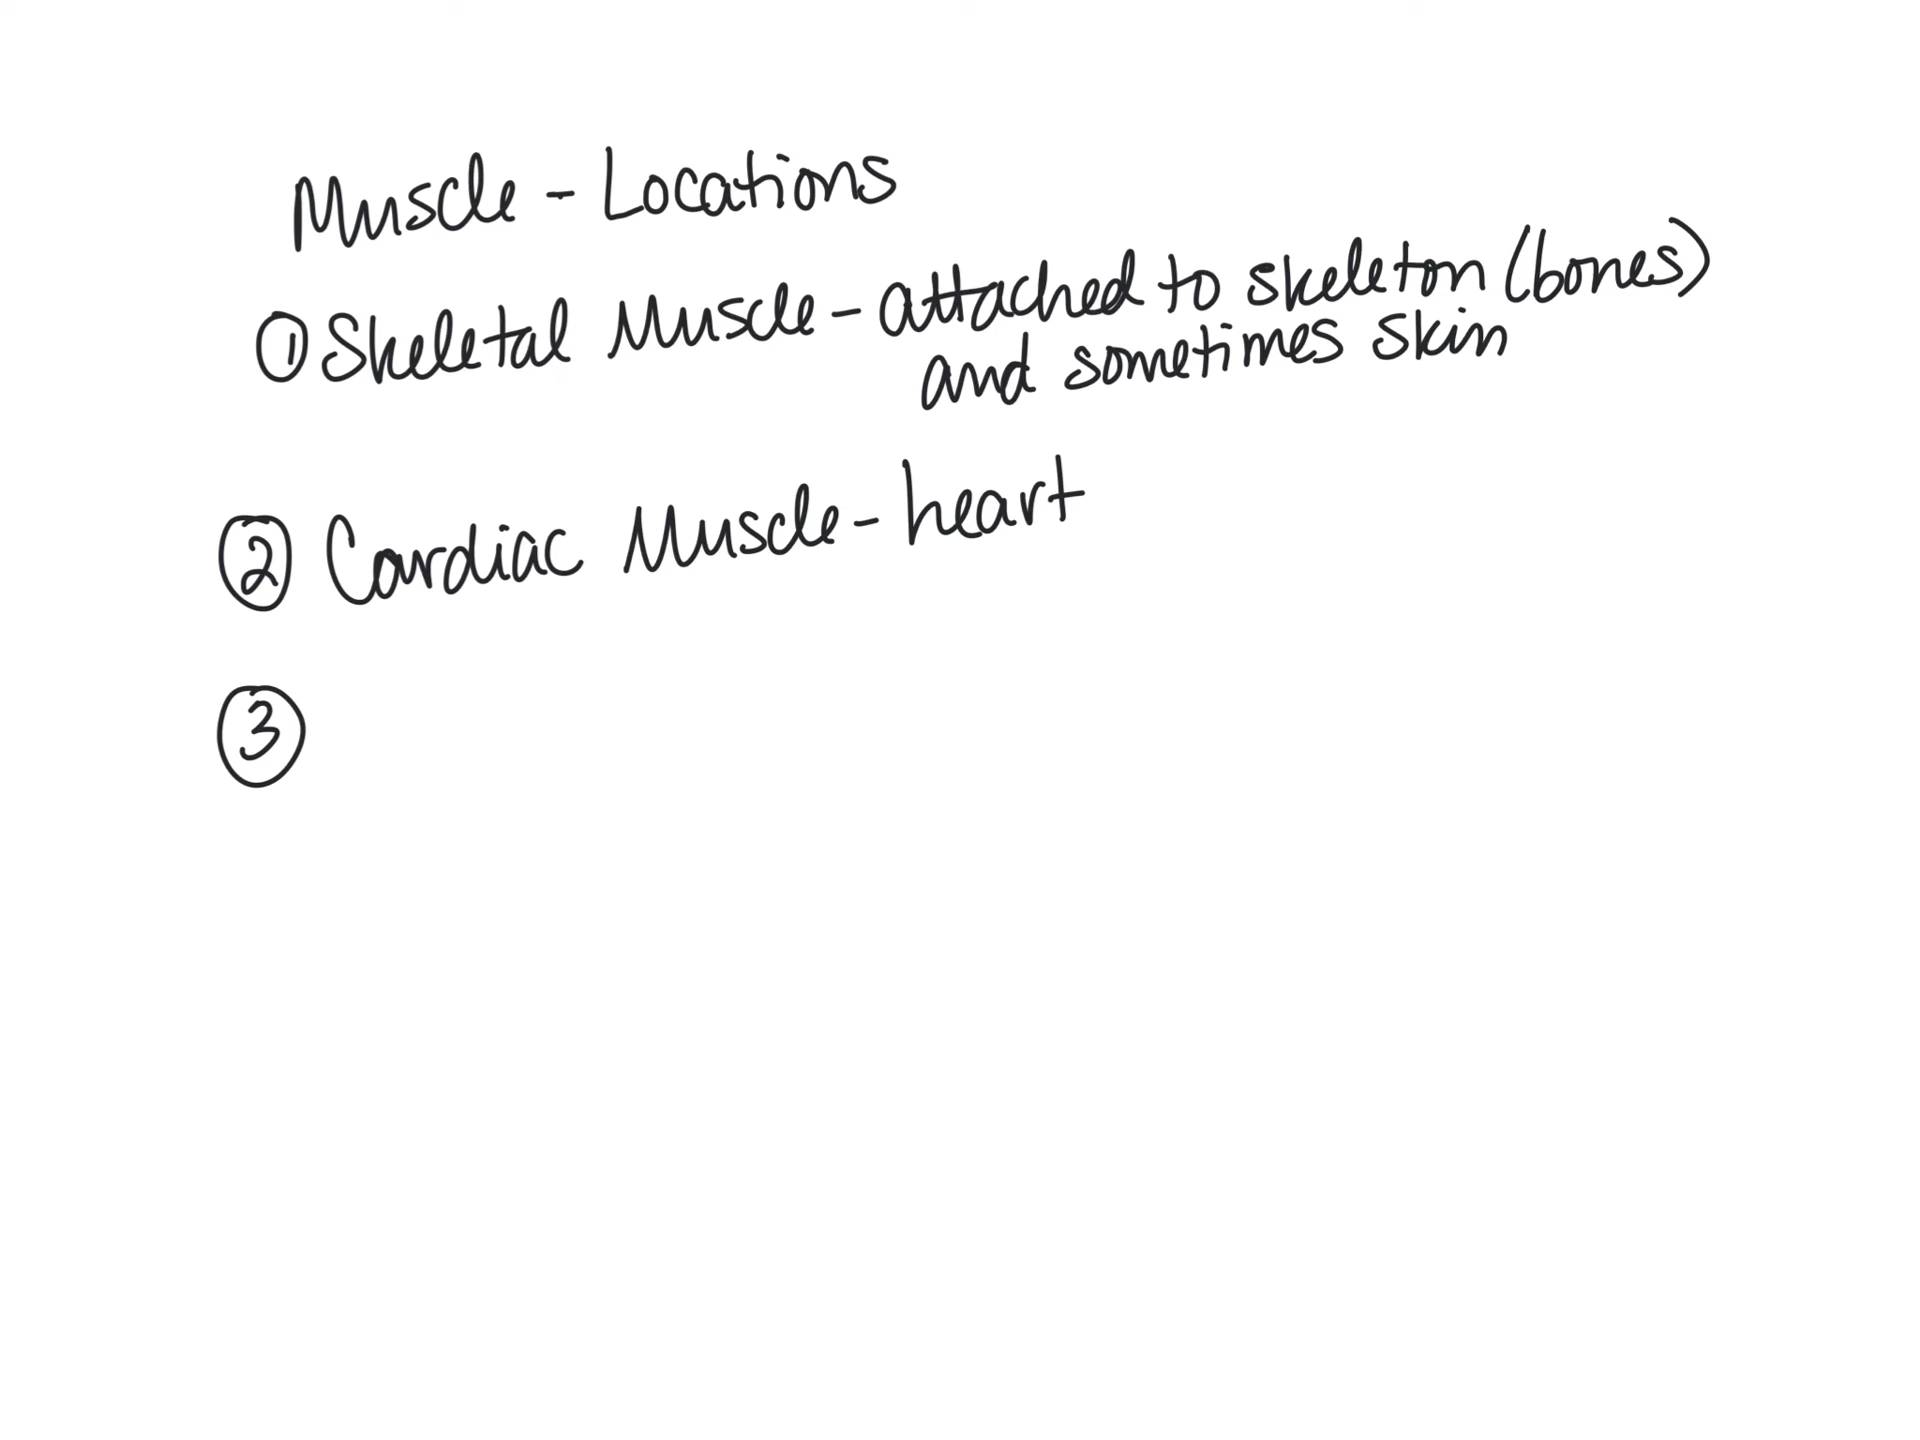 Muscle - Locations
① Skeletal Muscle - attached to skeleton (bones)
and sometimes skin
② Cardiac Muscle - heart
③